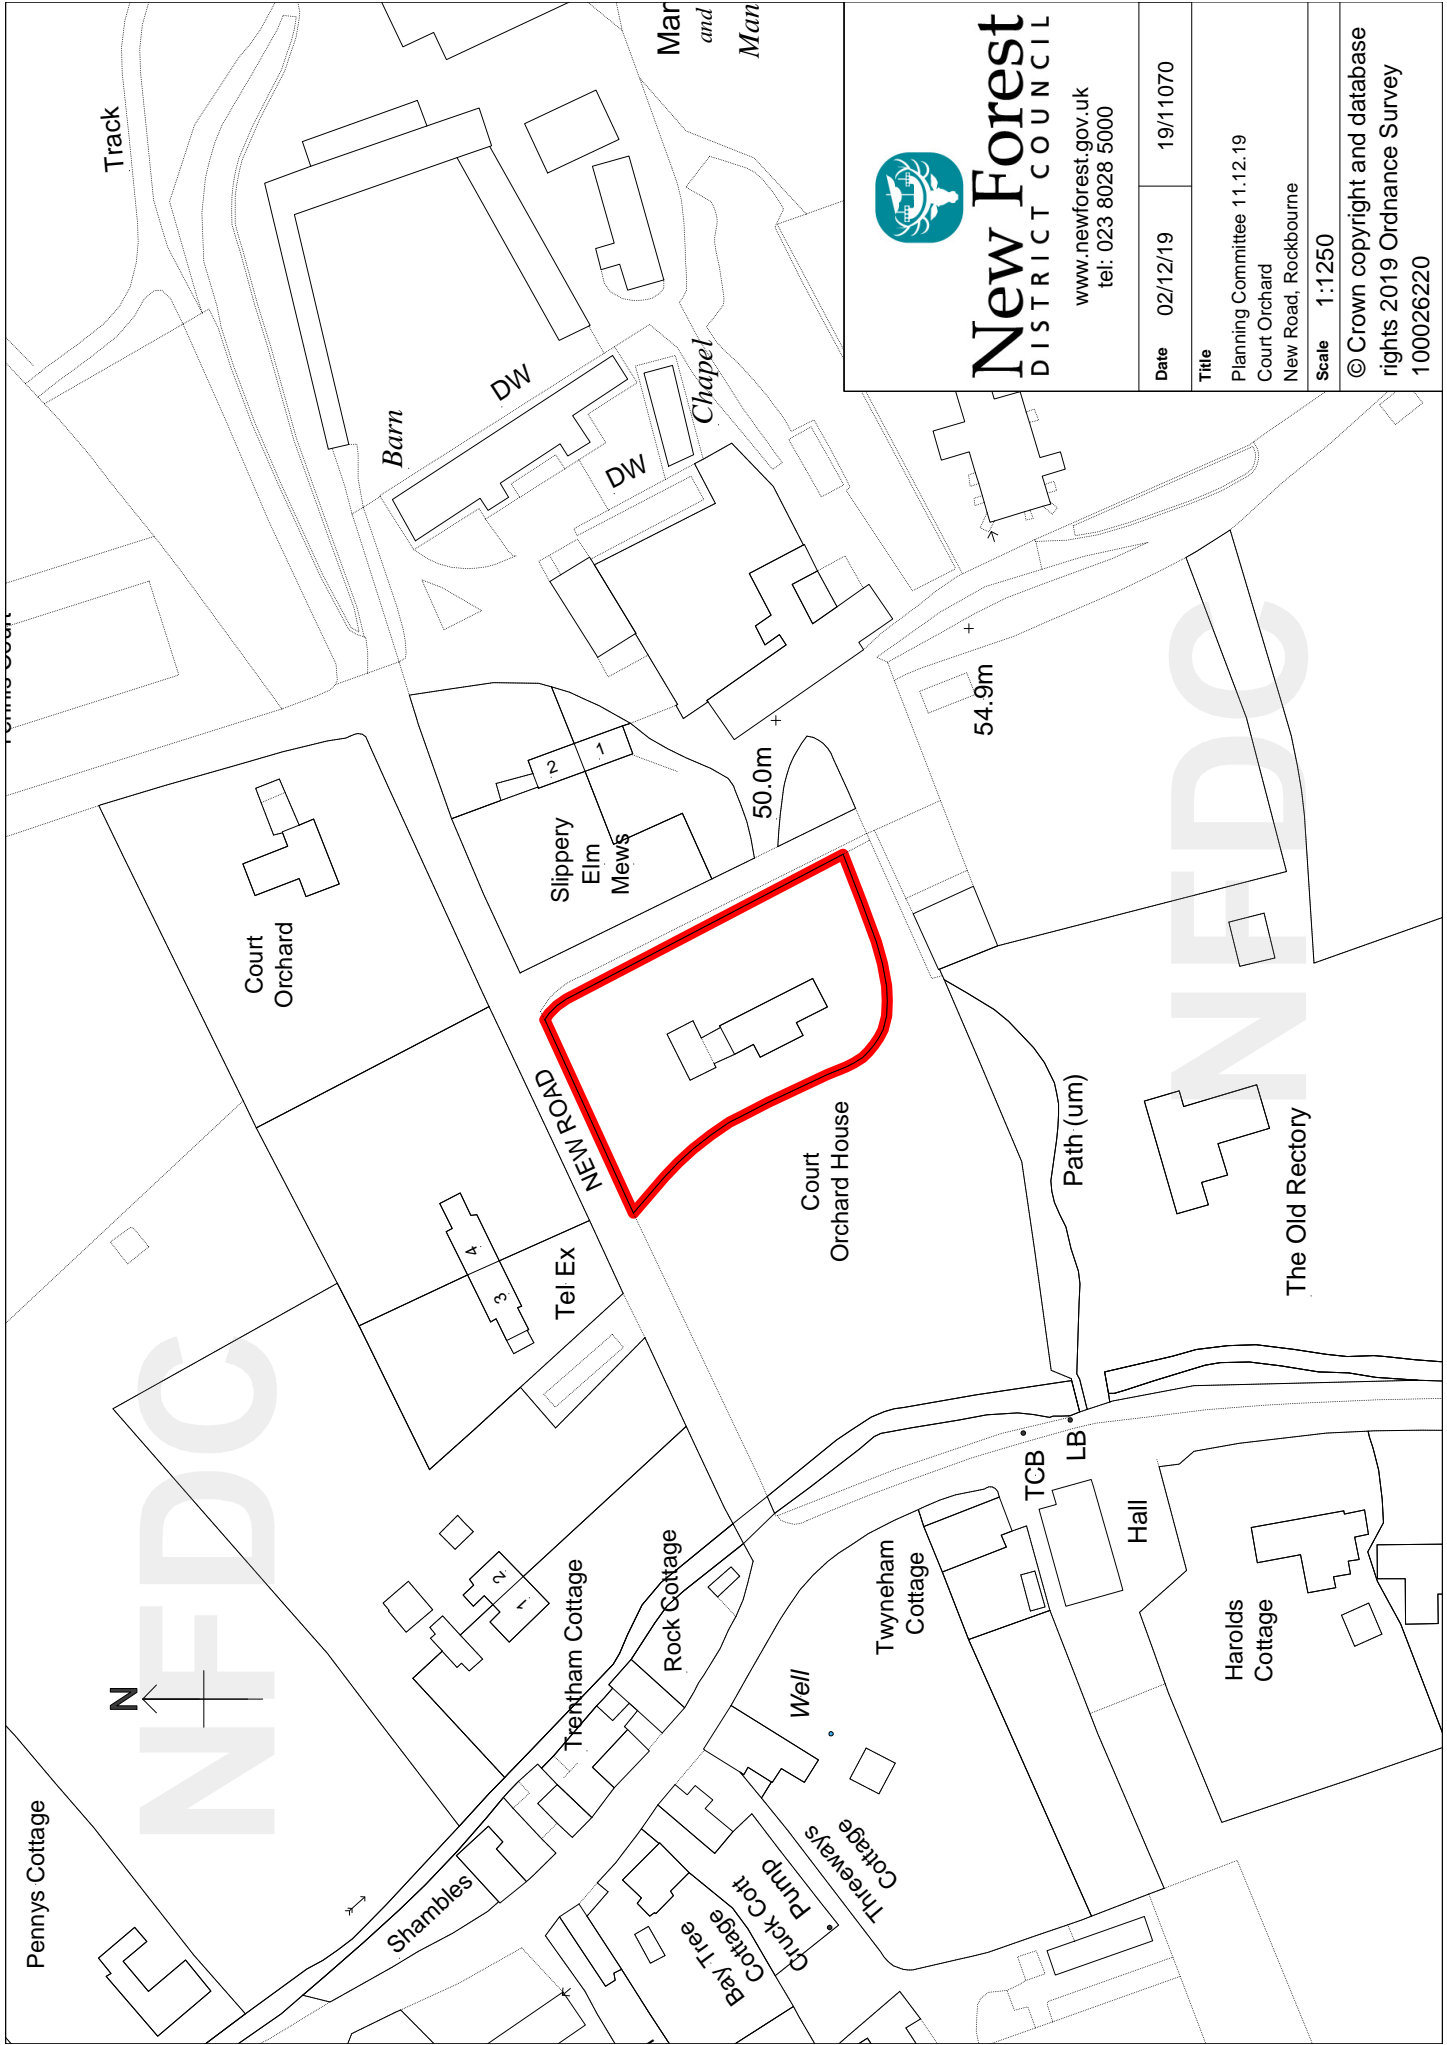 Pennys Cottage
N
NFDC
Shambles
Trentham Cottage
Rock Cottage
1
2
Bay Tree
Cottage
Cruck Cott
Pump
Threeways
Cottage
Well
Twyneham
Cottage
TCB
LB
Hall
Harolds
Cottage
3
4
Tel Ex
NEW ROAD
Court
Orchard
Court
Orchard House
Path (um)
The Old Rectory
NFDC
Slippery
Elm
Mews
2
1
50.0m
54.9m
Track
Barn
DW
DW
Chapel
Mar
and
Man
New Forest
DISTRICT COUNCIL
www.newforest.gov.uk
tel: 023 8028 5000
Date 02/12/19 19/11070
Title
Planning Committee 11.12.19
Court Orchard
New Road, Rockbourne
Scale 1:1250
© Crown copyright and database
rights 2019 Ordnance Survey
100026220